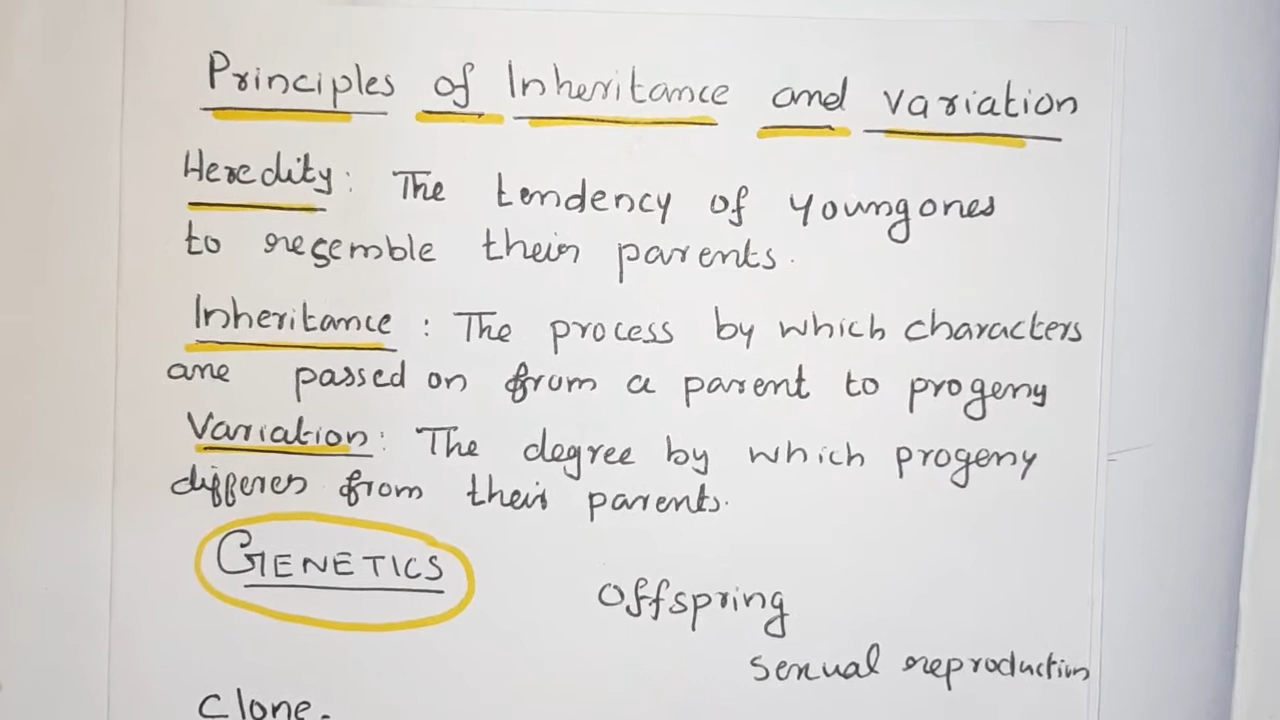 Principles of Inheritance and variation
Heredity: The tendency of youngones
to resemble their parents.
Inheritance : The process by which characters
are passed on from a parent to progeny
Variation: The degree by which progeny
differes from their parents.
GENETICS
Offspring
sexual reproduction
Clone.